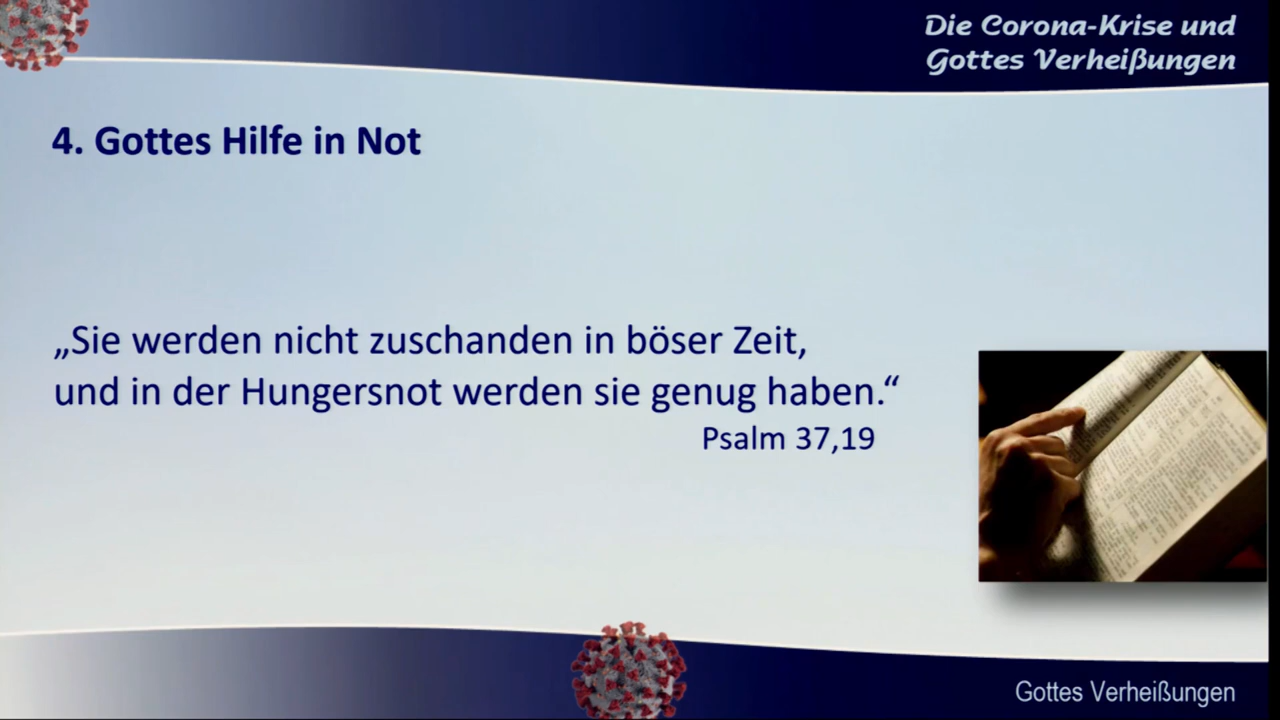 Die Corona-Krise und
Gottes Verheißungen
4. Gottes Hilfe in Not
„Sie werden nicht zuschanden in böser Zeit,
und in der Hungersnot werden sie genug haben.“
Psalm 37,19
Gottes Verheißungen